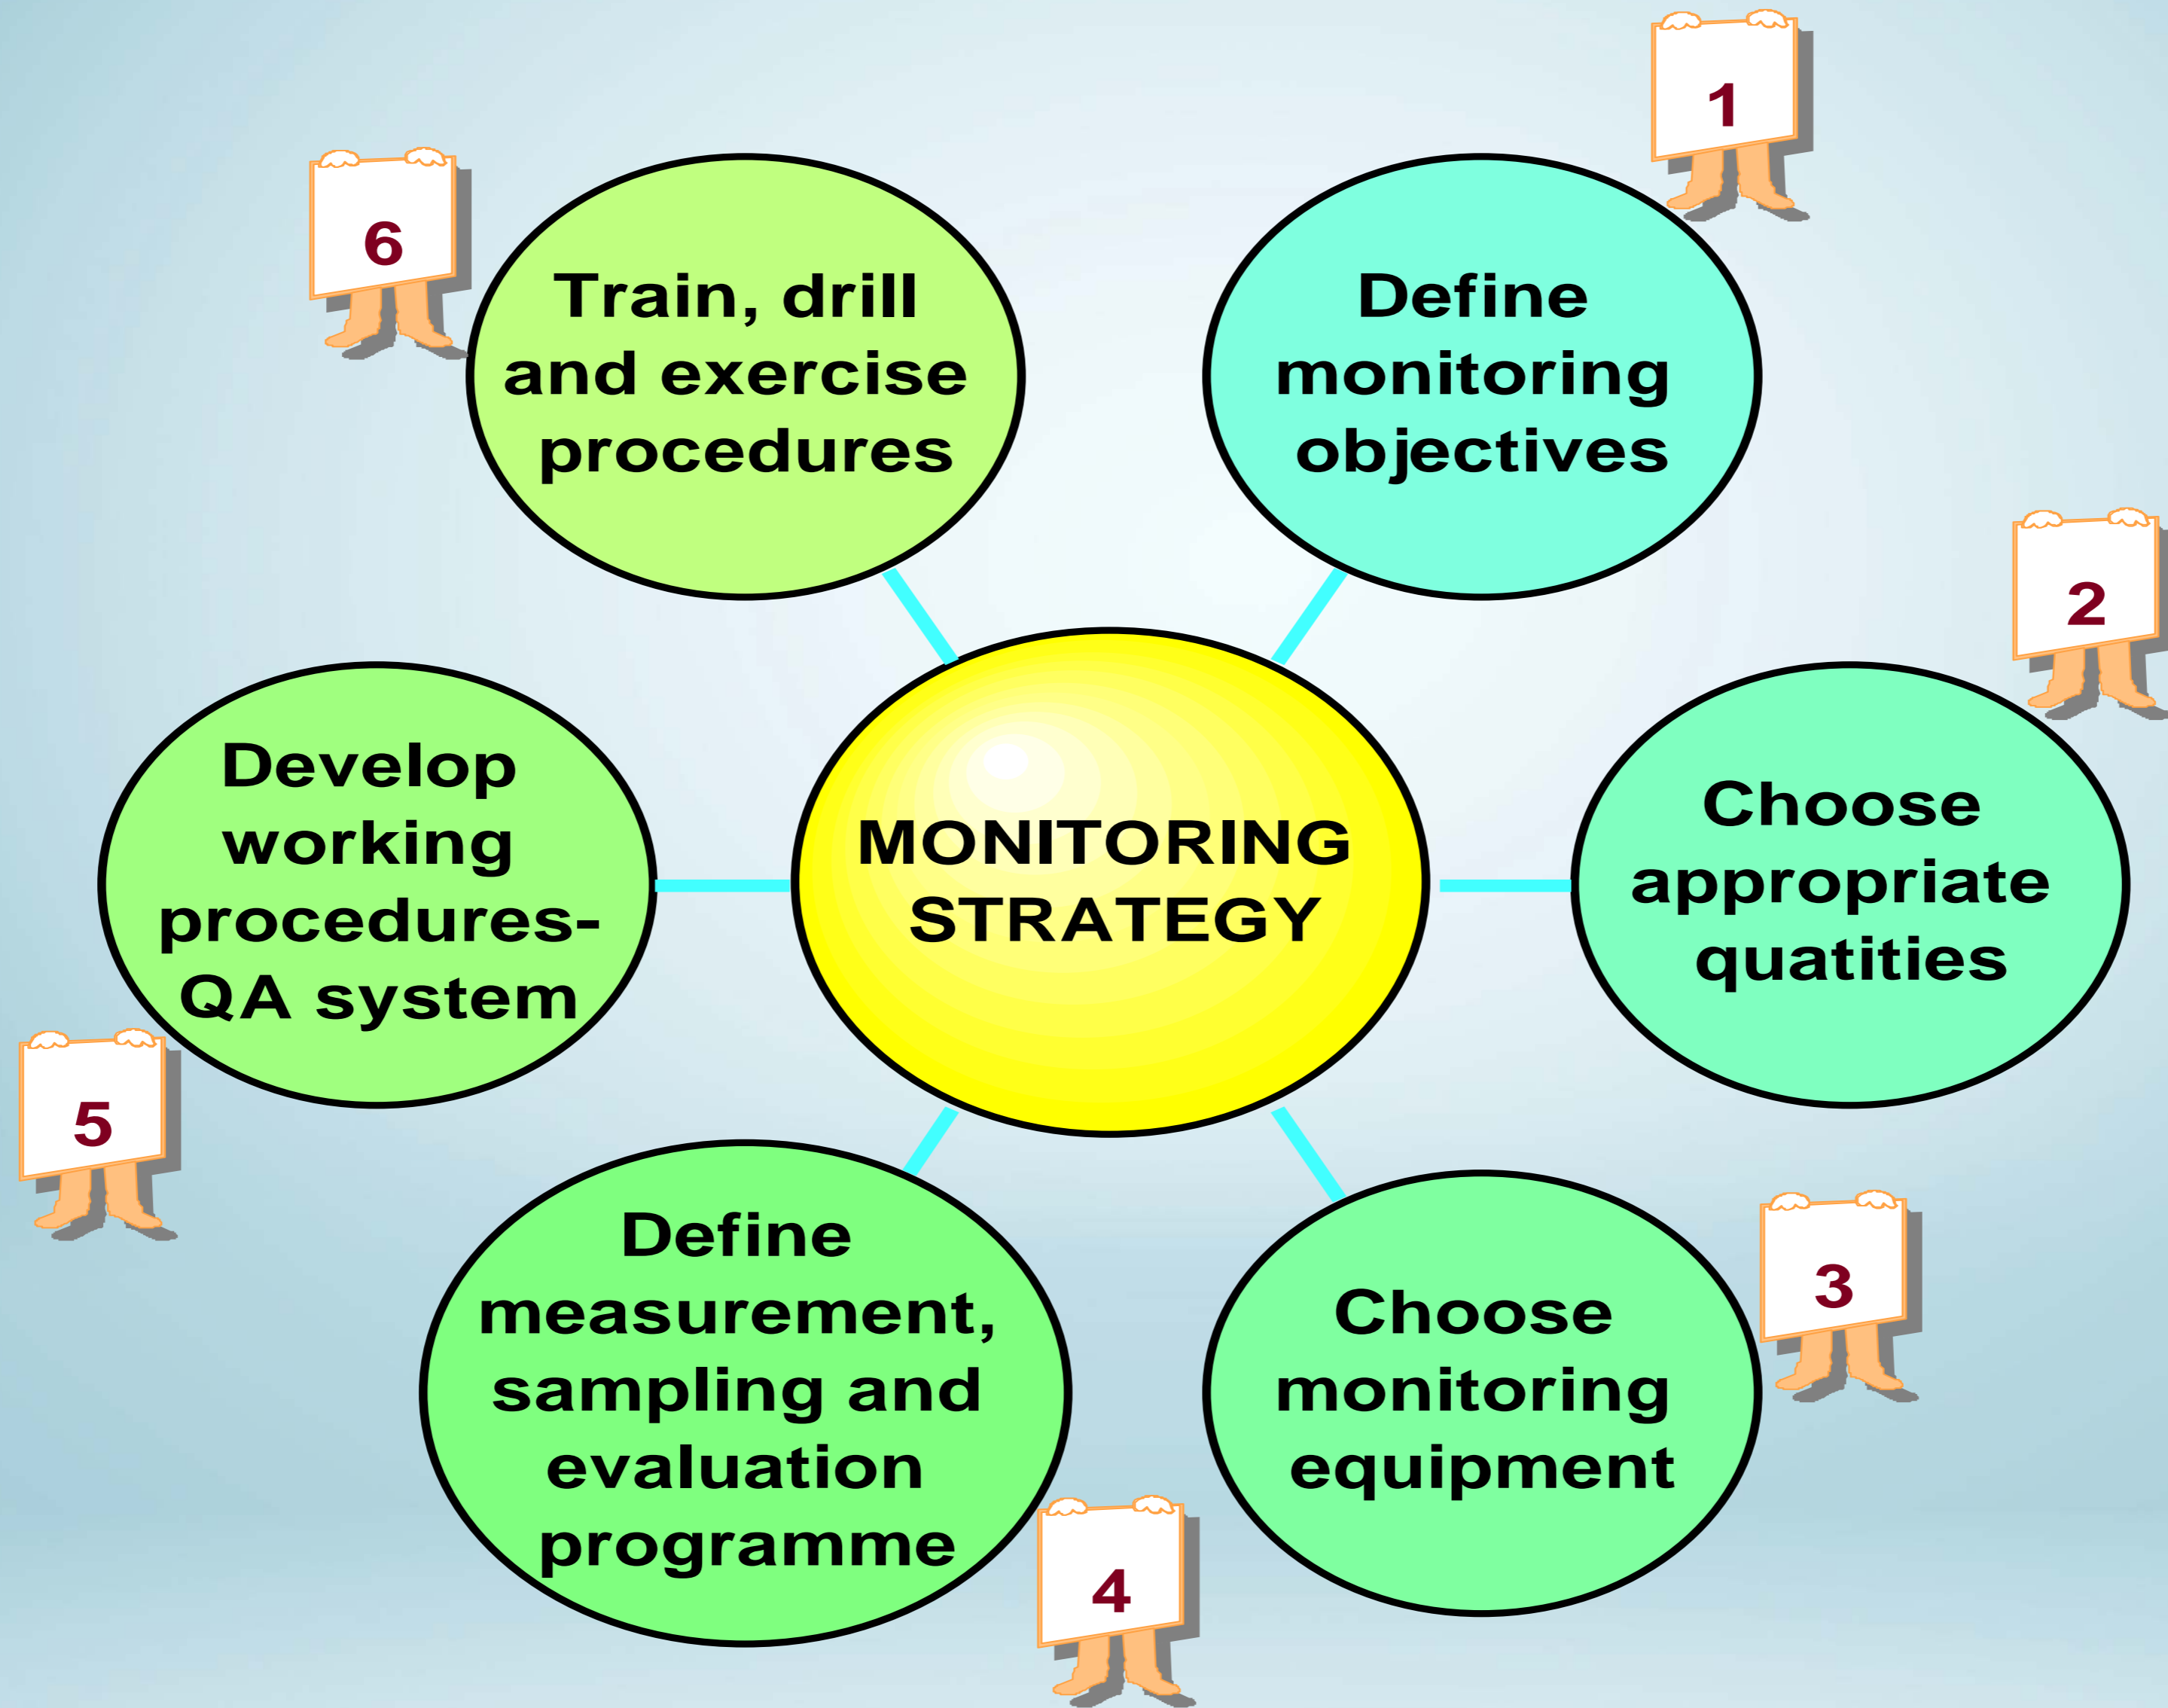 1
Define
monitoring
objectives
2
Choose
appropriate
quatities
3
Choose
monitoring
equipment
4
Define
measurement,
sampling and
evaluation
programme
5
Develop
working
procedures-
QA system
6
Train, drill
and exercise
procedures
MONITORING
STRATEGY